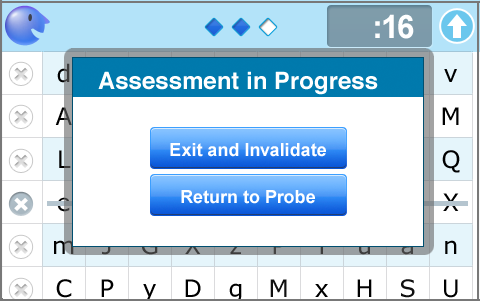 :16
d v
Assessment in Progress
A M
Exit and Invalidate
L Q
Return to Probe
X
m n
C P y D q M x H S U